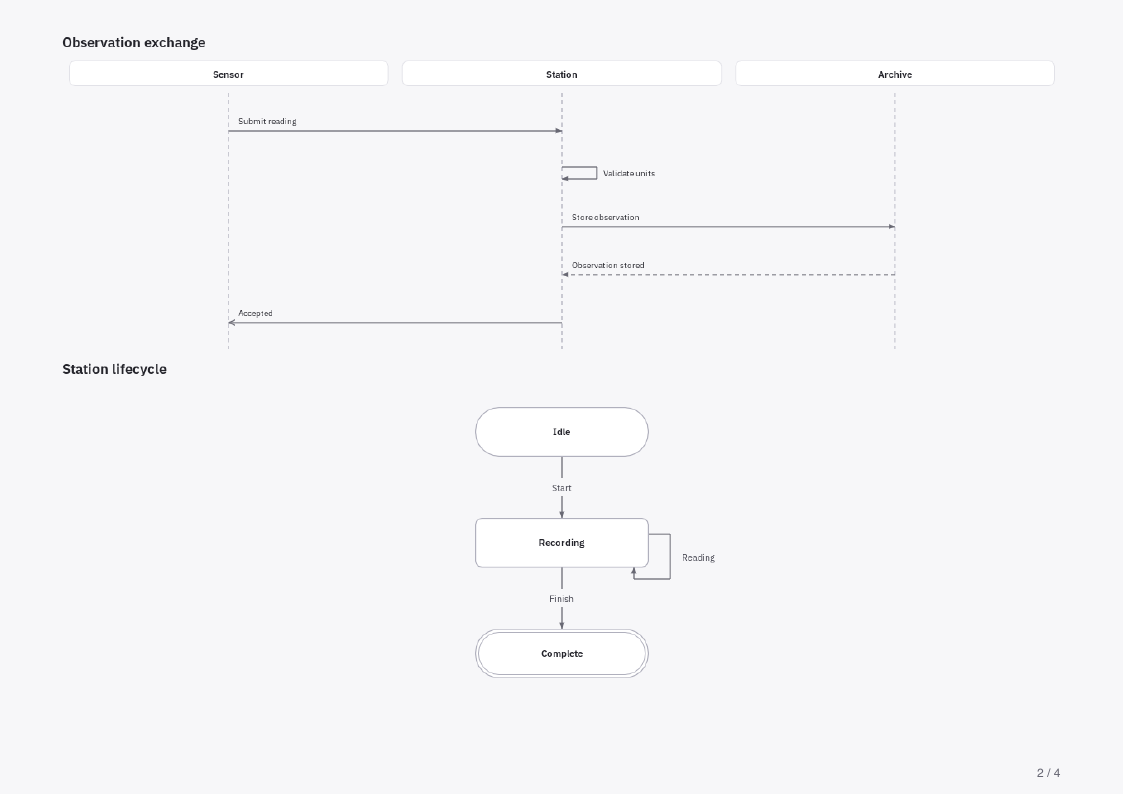 Observation exchange
Sensor
Station
Archive
Submit reading
Validate units
Store observation
Observation stored
Accepted
Station lifecycle
Idle
Start
Recording
Reading
Finish
Complete
2 / 4